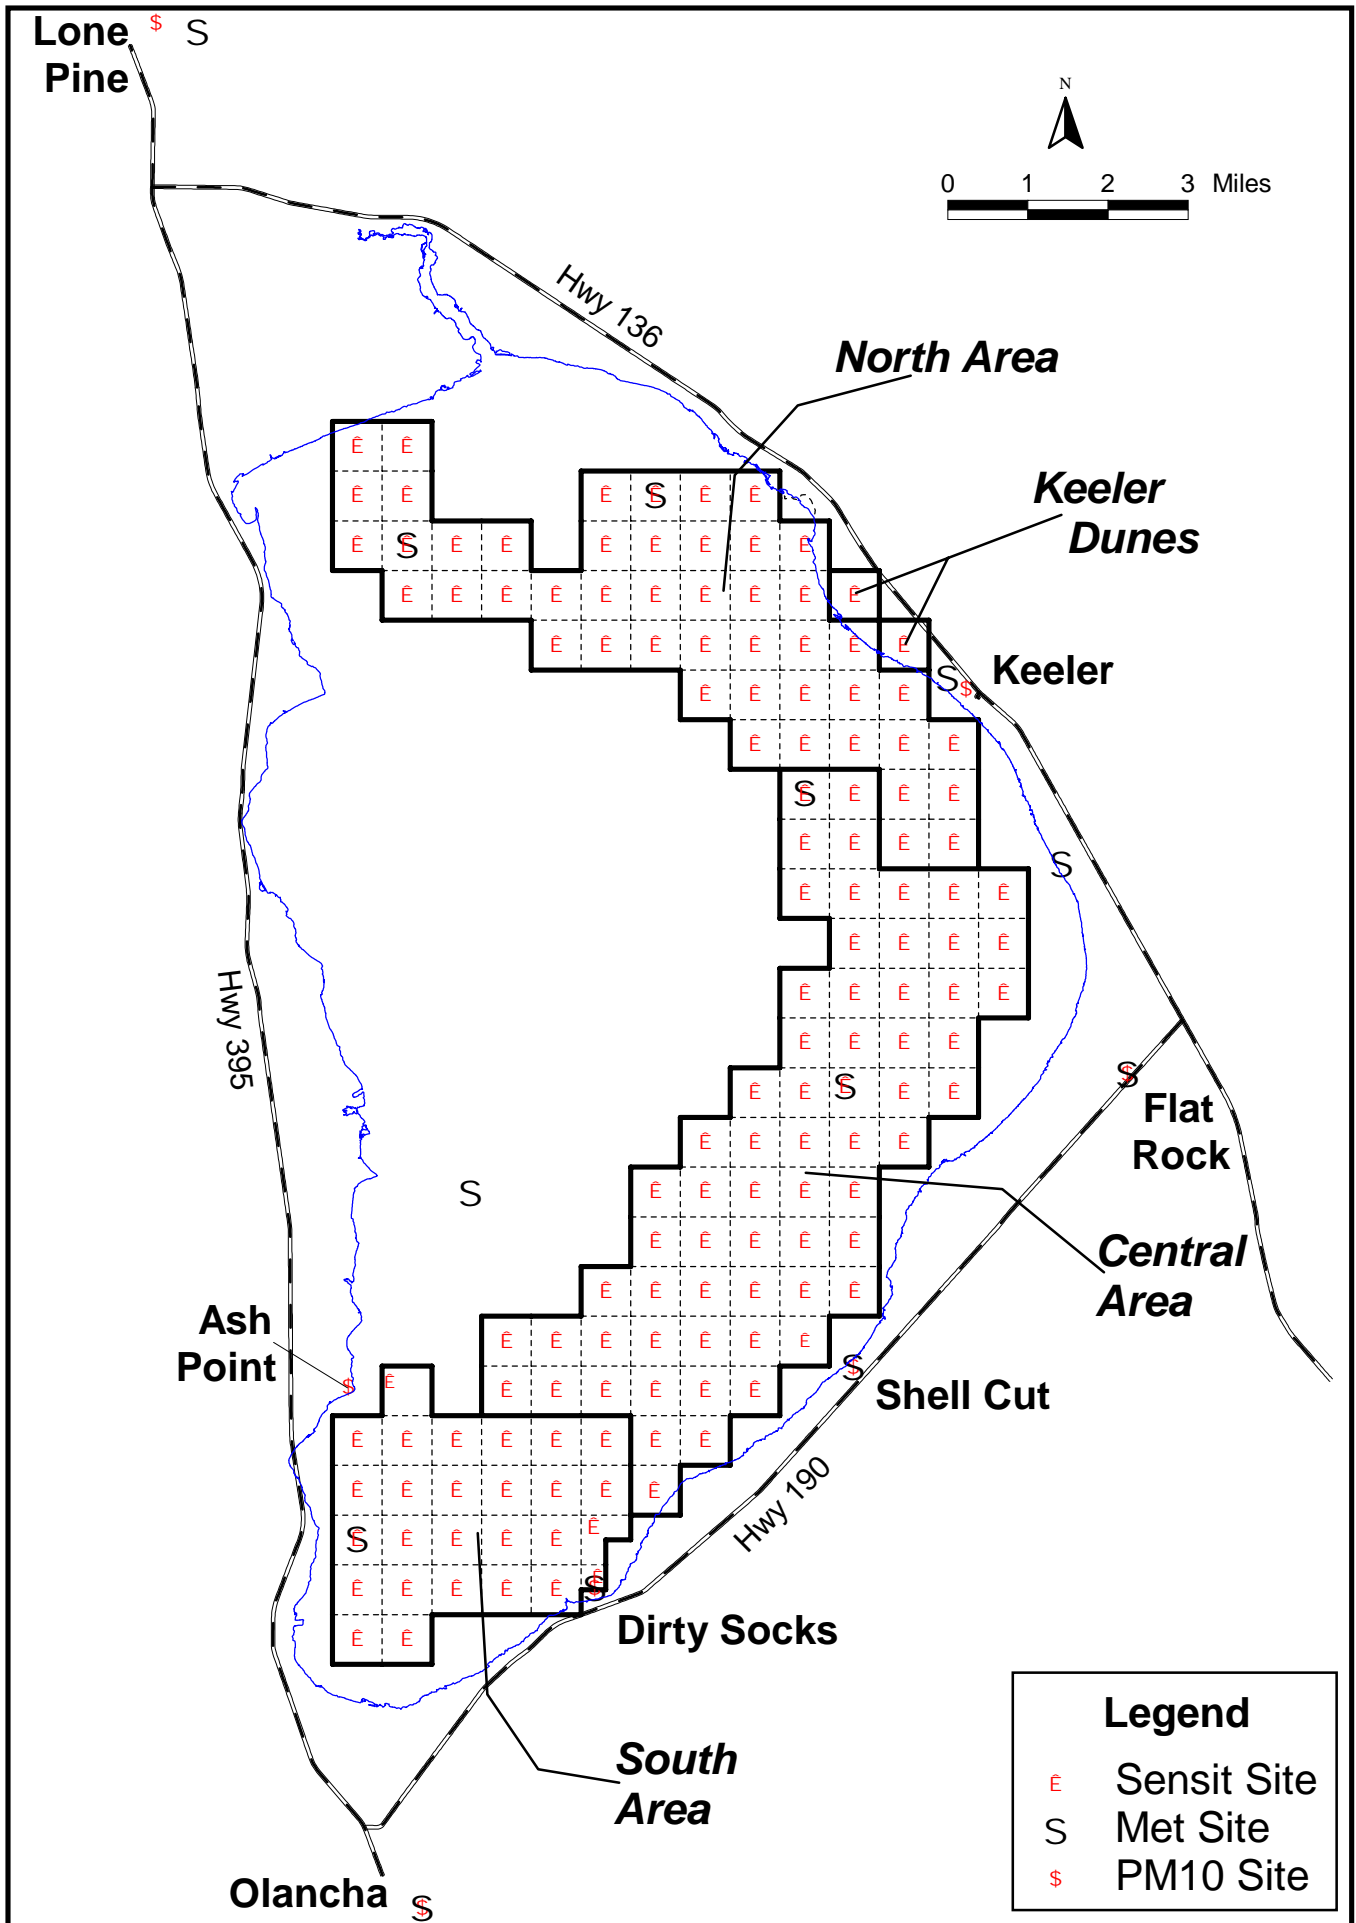 Lone
Pine
$ S
N
0 1 2 3 Miles
Hwy 136
North Area
Keeler
Dunes
Keeler
Hwy 395
Flat
Rock
Central
Area
Ash
Point
Shell Cut
Hwy 190
Dirty Socks
South
Area
Olancha
Legend
Ê Sensit Site
S Met Site
$ PM10 Site